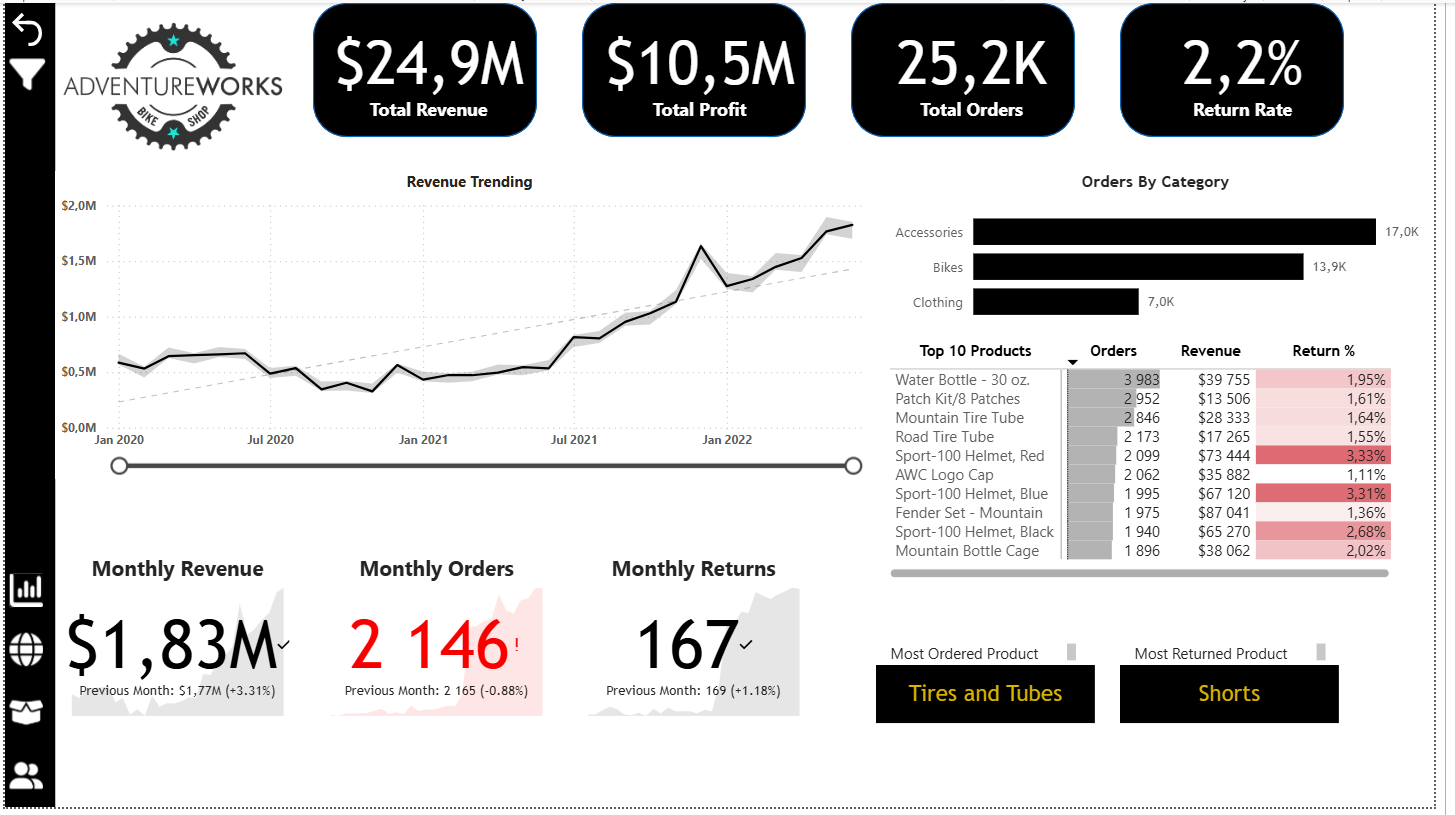 ADVENTUREWORKS
BIKE SHOP
$24,9M
Total Revenue
$10,5M
Total Profit
25,2K
Total Orders
2,2%
Return Rate
Revenue Trending
$2,0M
$1,5M
$1,0M
$0,5M
$0,0M
Jan 2020 Jul 2020 Jan 2021 Jul 2021 Jan 2022
Orders By Category
Accessories 17,0K
Bikes 13,9K
Clothing 7,0K
Top 10 Products Orders Revenue Return %
Water Bottle - 30 oz. 3 983 $39 755 1,95%
Patch Kit/8 Patches 2 952 $13 506 1,61%
Mountain Tire Tube 2 846 $28 333 1,64%
Road Tire Tube 2 173 $17 265 1,55%
Sport-100 Helmet, Red 2 099 $73 444 3,33%
AWC Logo Cap 2 062 $35 882 1,11%
Sport-100 Helmet, Blue 1 995 $67 120 3,31%
Fender Set - Mountain 1 975 $87 041 1,36%
Sport-100 Helmet, Black 1 940 $65 270 2,68%
Mountain Bottle Cage 1 896 $38 062 2,02%
Monthly Revenue
$1,83M
Previous Month: $1,77M (+3.31%)
Monthly Orders
2 146!
Previous Month: 2 165 (-0.88%)
Monthly Returns
167
Previous Month: 169 (+1.18%)
Most Ordered Product
Tires and Tubes
Most Returned Product
Shorts